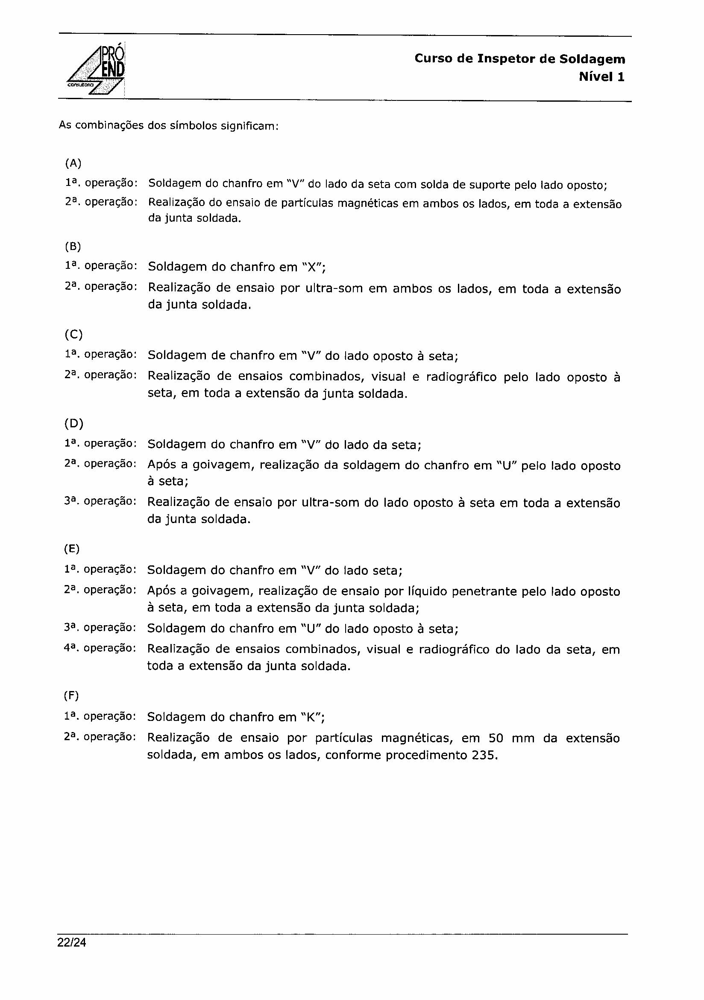 PRÓ
END
consultoria
Curso de Inspetor de Soldagem
Nível 1
As combinações dos símbolos significam:
(A)
1ª. operação: Soldagem do chanfro em "V" do lado da seta com solda de suporte pelo lado oposto;
2ª. operação: Realização do ensaio de partículas magnéticas em ambos os lados, em toda a extensão
da junta soldada.
(B)
1ª. operação: Soldagem do chanfro em "X";
2ª. operação: Realização de ensaio por ultra-som em ambos os lados, em toda a extensão
da junta soldada.
(C)
1ª. operação: Soldagem de chanfro em "V" do lado oposto à seta;
2ª. operação: Realização de ensaios combinados, visual e radiográfico pelo lado oposto à
seta, em toda a extensão da junta soldada.
(D)
1ª. operação: Soldagem do chanfro em "V" do lado da seta;
2ª. operação: Após a goivagem, realização da soldagem do chanfro em "U" pelo lado oposto
à seta;
3ª. operação: Realização de ensaio por ultra-som do lado oposto à seta em toda a extensão
da junta soldada.
(E)
1ª. operação: Soldagem do chanfro em "V" do lado seta;
2ª. operação: Após a goivagem, realização de ensaio por líquido penetrante pelo lado oposto
à seta, em toda a extensão da junta soldada;
3ª. operação: Soldagem do chanfro em "U" do lado oposto à seta;
4ª. operação: Realização de ensaios combinados, visual e radiográfico do lado da seta, em
toda a extensão da junta soldada.
(F)
1ª. operação: Soldagem do chanfro em "K";
2ª. operação: Realização de ensaio por partículas magnéticas, em 50 mm da extensão
soldada, em ambos os lados, conforme procedimento 235.
22/24